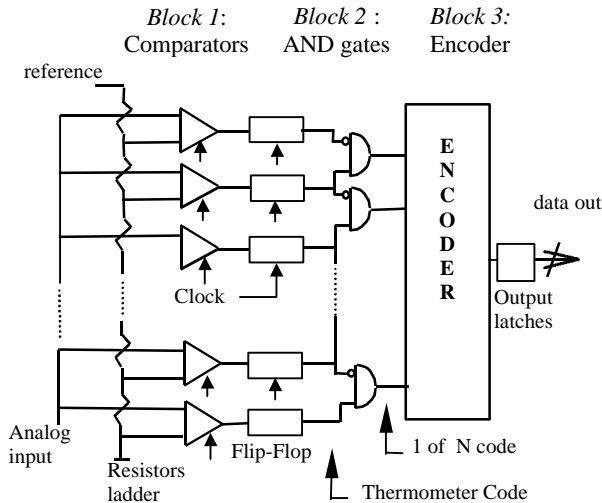 Block 1:
Comparators
Block 2 :
AND gates
Block 3:
Encoder
reference
ENCODER
data out
Clock
Output
latches
Analog
input
Resistors
ladder
Flip-Flop
1 of N code
Thermometer Code